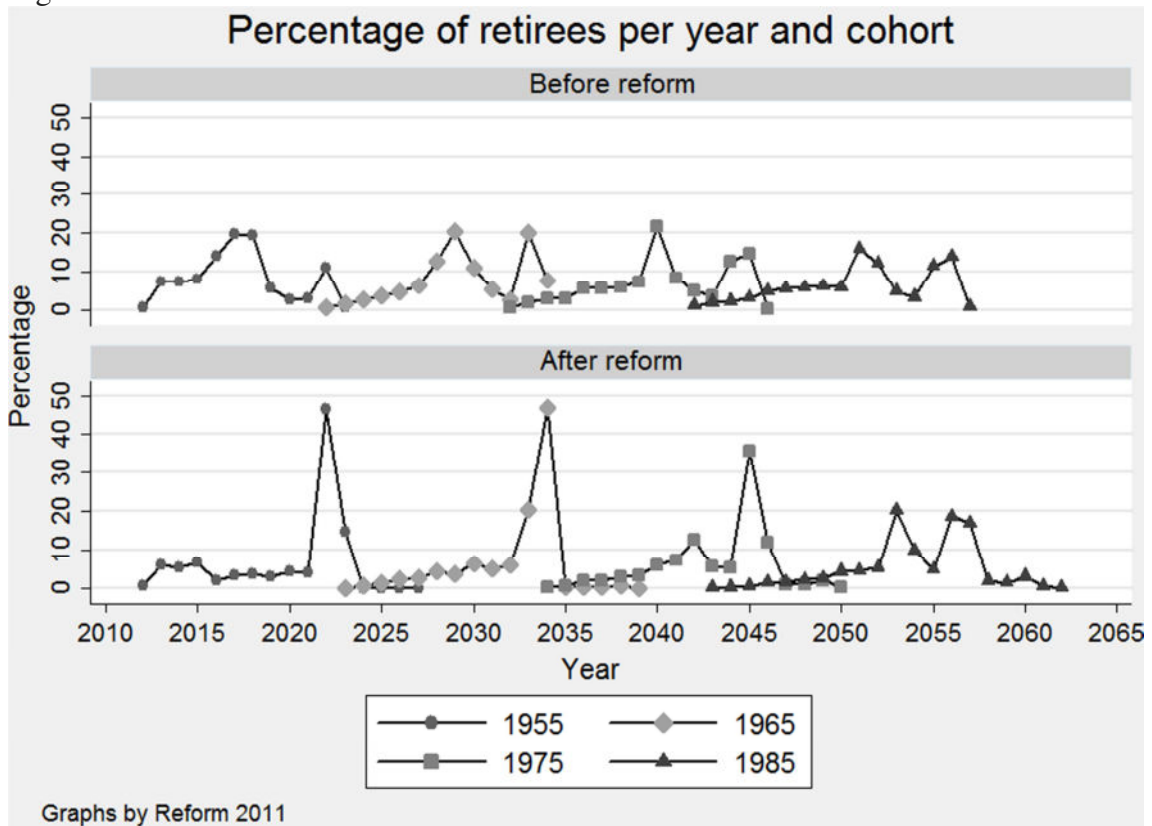 Percentage of retirees per year and cohort
Before reform
50
40
30
20
10
0
After reform
50
40
30
20
10
0
Percentage
2010 2015 2020 2025 2030 2035 2040 2045 2050 2055 2060 2065
Year
1955 1965
1975 1985
Graphs by Reform 2011